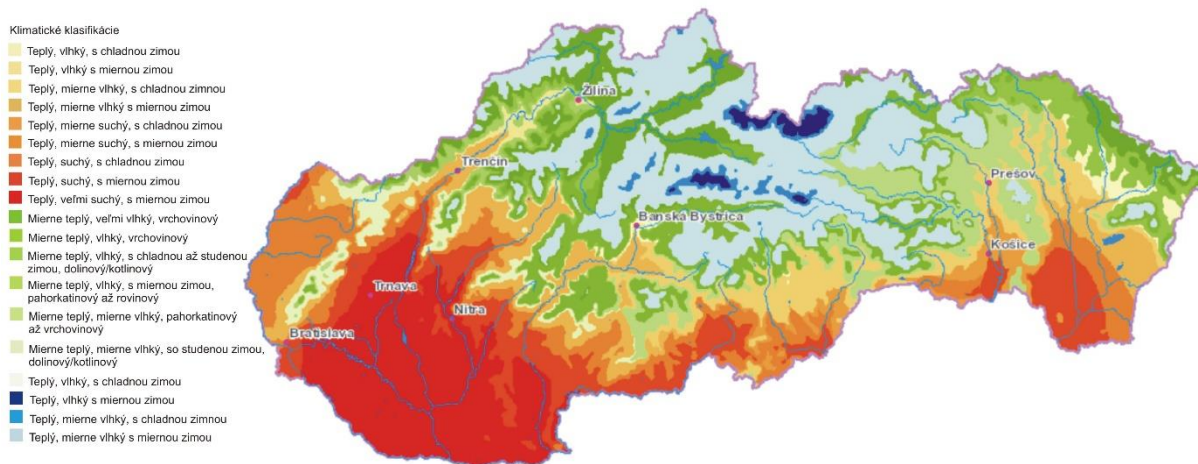 Klimatické klasifikácie
Teplý, vlhký, s chladnou zimou
Teplý, vlhký s miernou zimou
Teplý, mierne vlhký, s chladnou zimnou
Teplý, mierne vlhký s miernou zimou
Teplý, mierne suchý, s chladnou zimou
Teplý, mierne suchý, s miernou zimou
Teplý, suchý, s chladnou zimou
Teplý, suchý, s miernou zimou
Teplý, veľmi suchý, s miernou zimou
Mierne teplý, veľmi vlhký, vrchovinový
Mierne teplý, vlhký, vrchovinový
Mierne teplý, vlhký, s chladnou až studenou
zimou, dolinový/kotlinový
Mierne teplý, vlhký, s miernou zimou,
pahorkatinový až rovinový
Mierne teplý, mierne vlhký, pahorkatinový
až vrchovinový
Mierne teplý, mierne vlhký, so studenou zimou,
dolinový/kotlinový
Teplý, vlhký, s chladnou zimou
Teplý, vlhký s miernou zimou
Teplý, mierne vlhký, s chladnou zimnou
Teplý, mierne vlhký s miernou zimou
Žilina
Trenčín
Prešov
Banská Bystrica
Košice
Trnava
Nitra
Bratislava